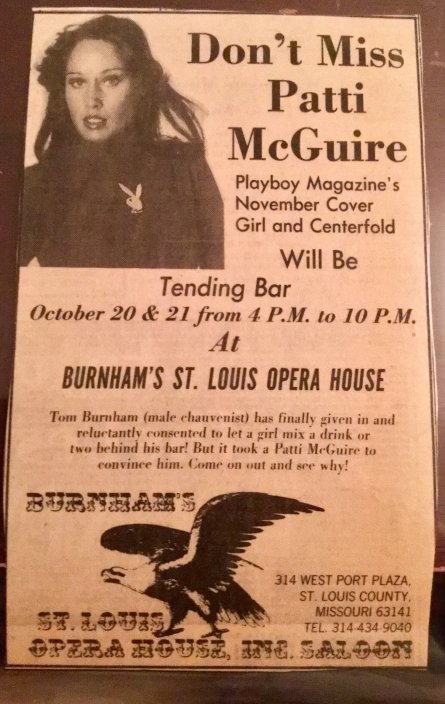 Don't Miss
Patti
McGuire
Playboy Magazine's
November Cover
Girl and Centerfold
Will Be
Tending Bar
October 20 & 21 from 4 P.M. to 10 P.M.
At
BURNHAM'S ST. LOUIS OPERA HOUSE
Tom Burnham (male chauvenist) has finally given in and
reluctantly consented to let a girl mix a drink or
two behind his bar! But it took a Patti McGuire to
convince him. Come on out and see why!
BURNHAM'S
ST. LOUIS
OPERA HOUSE, INC. SALOON
314 WEST PORT PLAZA,
ST. LOUIS COUNTY,
MISSOURI 63141
TEL. 314-434-9040